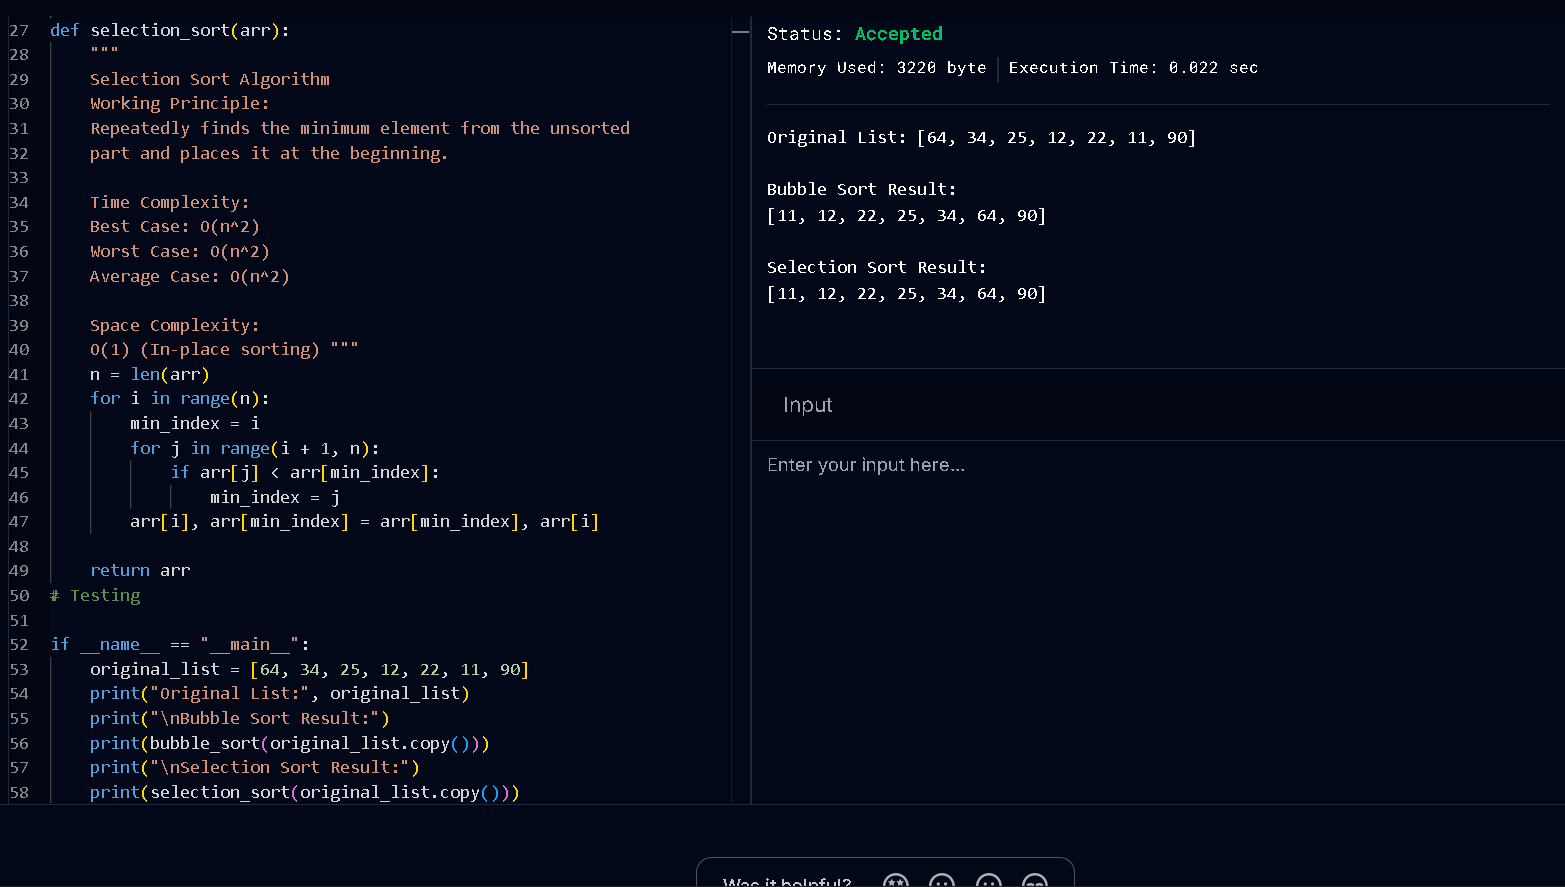 27 def selection_sort(arr):
28 """
29 Selection Sort Algorithm
30 Working Principle:
31 Repeatedly finds the minimum element from the unsorted
32 part and places it at the beginning.
33
34 Time Complexity:
35 Best Case: O(n^2)
36 Worst Case: O(n^2)
37 Average Case: O(n^2)
38
39 Space Complexity:
40 O(1) (In-place sorting) """
41 n = len(arr)
42 for i in range(n):
43 min_index = i
44 for j in range(i + 1, n):
45 if arr[j] < arr[min_index]:
46 min_index = j
47 arr[i], arr[min_index] = arr[min_index], arr[i]
48
49 return arr
50 # Testing
51
52 if __name__ == "__main__":
53 original_list = [64, 34, 25, 12, 22, 11, 90]
54 print("Original List:", original_list)
55 print("\nBubble Sort Result:")
56 print(bubble_sort(original_list.copy()))
57 print("\nSelection Sort Result:")
58 print(selection_sort(original_list.copy()))
Status: Accepted
Memory Used: 3220 byte
Execution Time: 0.022 sec
Original List: [64, 34, 25, 12, 22, 11, 90]
Bubble Sort Result:
[11, 12, 22, 25, 34, 64, 90]
Selection Sort Result:
[11, 12, 22, 25, 34, 64, 90]
Input
Enter your input here...
Was it helpful?